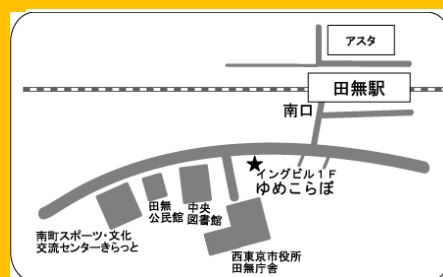 アスタ
田無駅
南口
イングビル1F
ゆめこらぼ
田無
公民館
中央
図書館
南町スポーツ・文化
交流センターきらっと
西東京市役所
田無庁舎